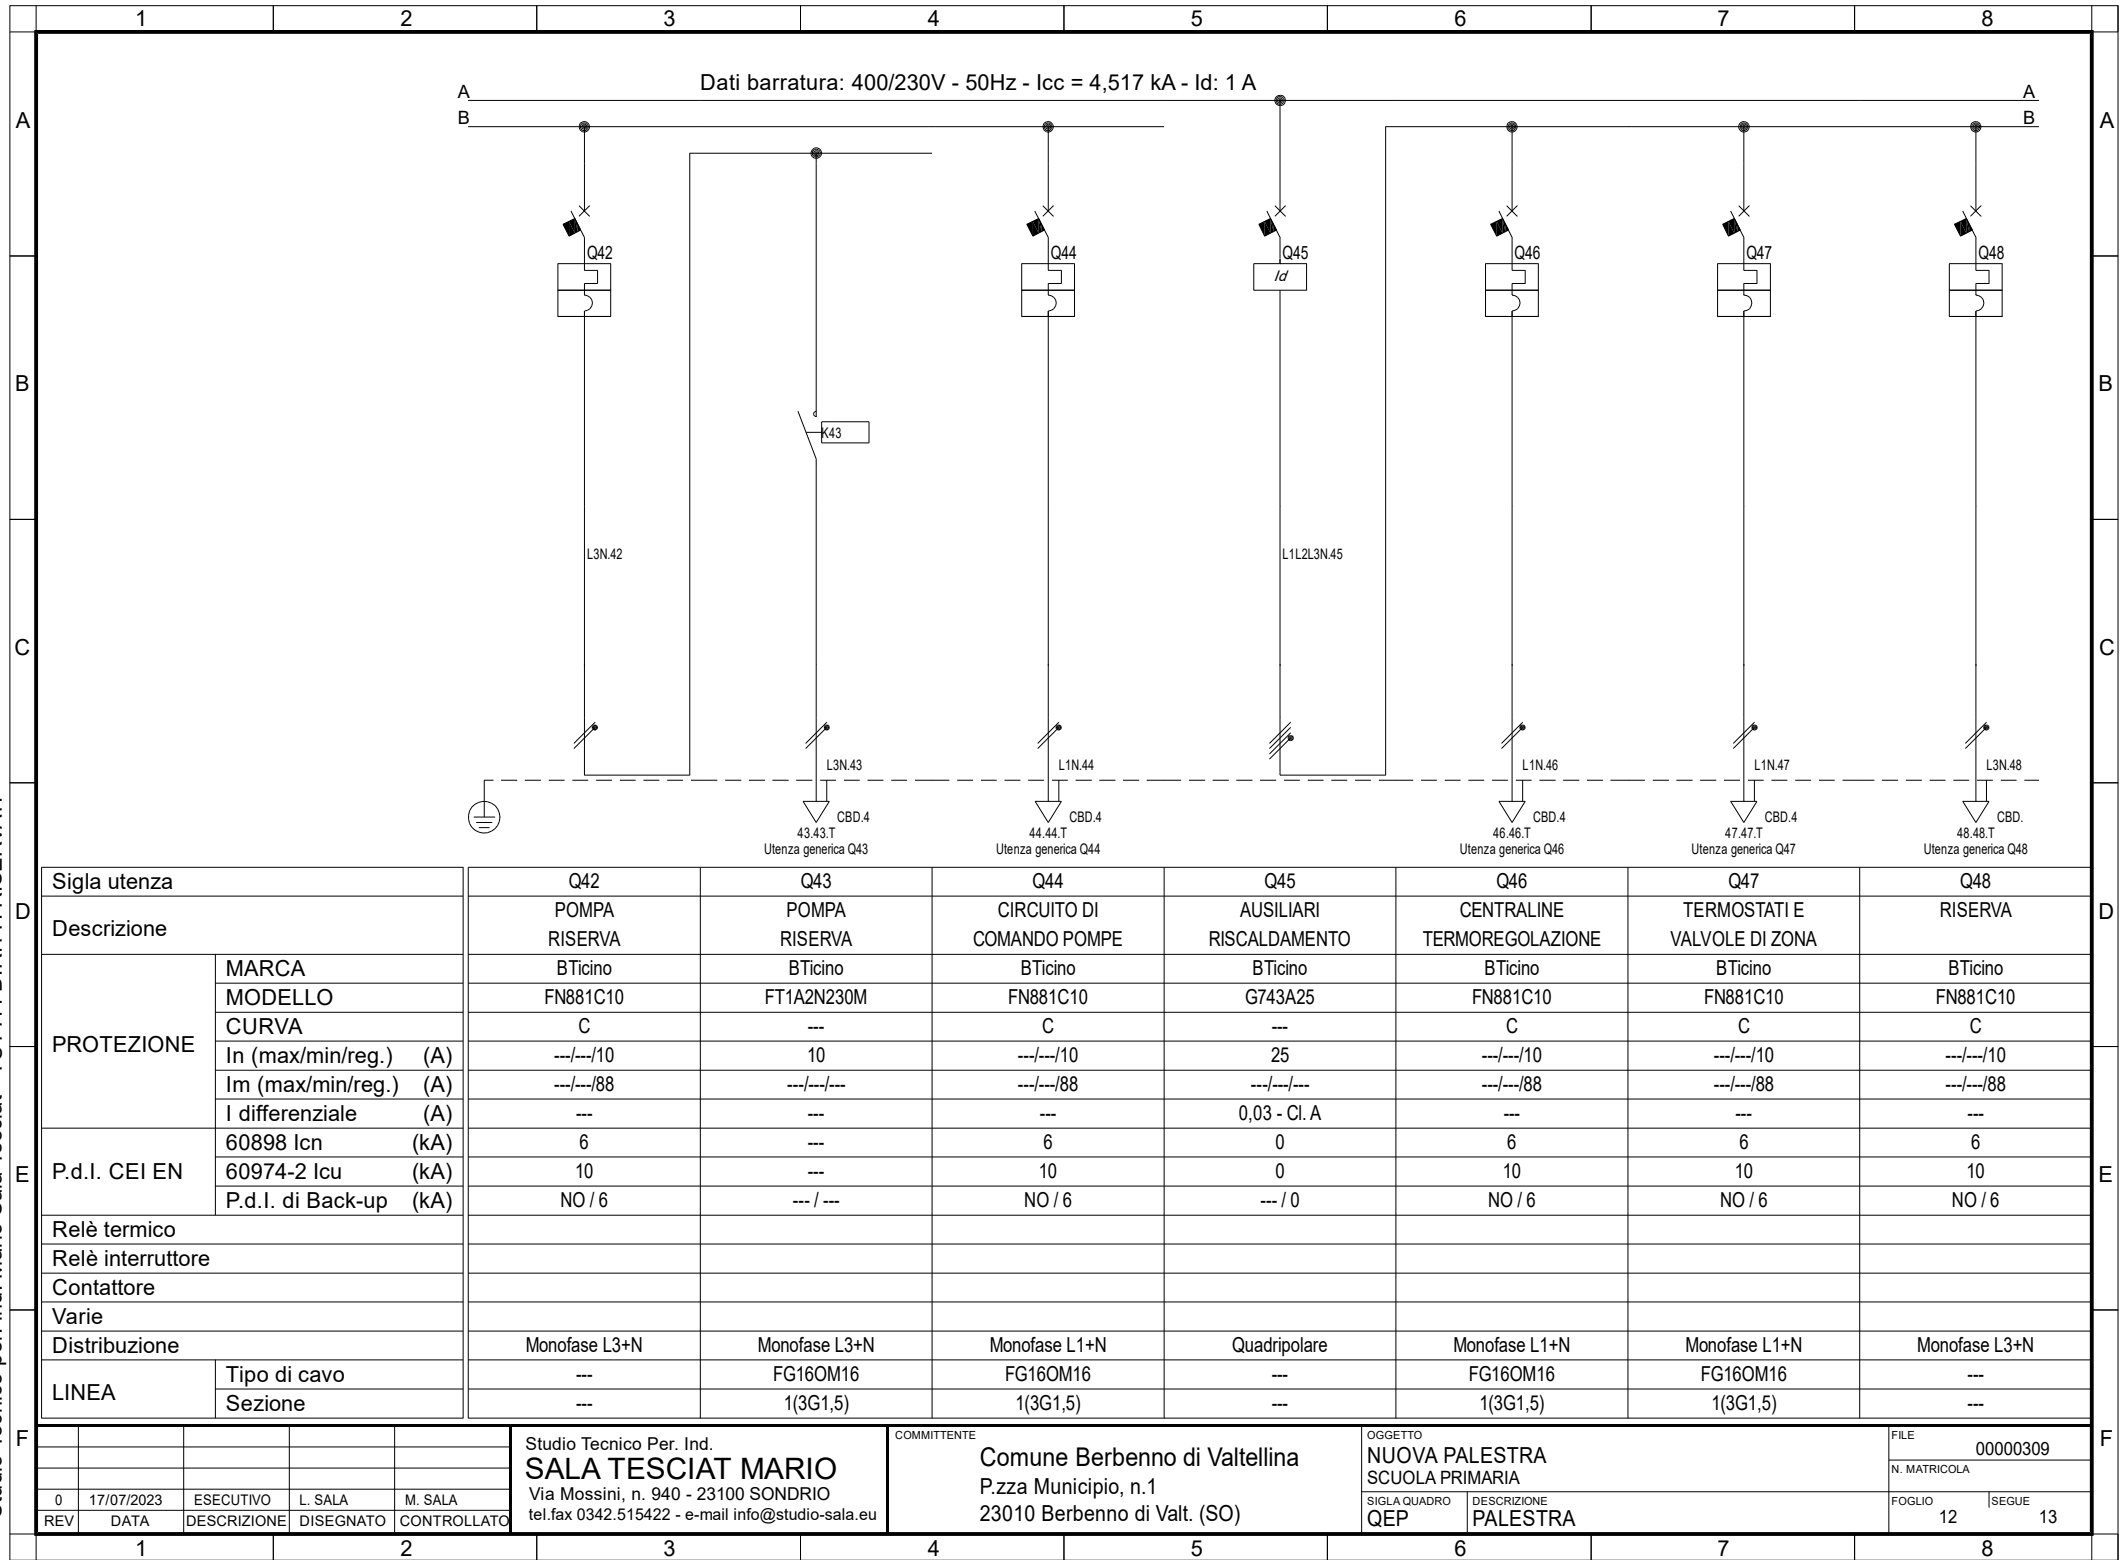 1 2 3 4 5 6 7 8
Dati barratura: 400/230V - 50Hz - Icc = 4,517 kA - Id: 1 A
A A
B B
A A
Q42 Q44 Q45 Q46 Q47 Q48
Id
B B
K43
L3N.42 L1L2L3N.45
C C
L3N.43 L1N.44 L1N.46 L1N.47 L3N.48
CBD.4 CBD.4 CBD.4 CBD.4 CBD.
43.43.T 44.44.T 46.46.T 47.47.T 48.48.T
Utenza generica Q43 Utenza generica Q44 Utenza generica Q46 Utenza generica Q47 Utenza generica Q48
Sigla utenza Q42 Q43 Q44 Q45 Q46 Q47 Q48
D D
Descrizione
POMPA POMPA CIRCUITO DI AUSILIARI CENTRALINE TERMOSTATI E RISERVA
RISERVA RISERVA COMANDO POMPE RISCALDAMENTO TERMOREGOLAZIONE VALVOLE DI ZONA
PROTEZIONE
MARCA BTicino BTicino BTicino BTicino BTicino BTicino BTicino
MODELLO FN881C10 FT1A2N230M FN881C10 G743A25 FN881C10 FN881C10 FN881C10
CURVA C --- C --- C C C
In (max/min/reg.) (A) ---/---/10 10 ---/---/10 25 ---/---/10 ---/---/10 ---/---/10
Im (max/min/reg.) (A) ---/---/88 ---/---/--- ---/---/88 ---/---/--- ---/---/88 ---/---/88 ---/---/88
I differenziale (A) --- --- --- 0,03 - Cl. A --- --- ---
E E
P.d.I. CEI EN
60898 Icn (kA) 6 --- 6 0 6 6 6
60974-2 Icu (kA) 10 --- 10 0 10 10 10
P.d.I. di Back-up (kA) NO / 6 --- / --- NO / 6 --- / 0 NO / 6 NO / 6 NO / 6
Relè termico
Relè interruttore
Contattore
Varie
Distribuzione Monofase L3+N Monofase L3+N Monofase L1+N Quadripolare Monofase L1+N Monofase L1+N Monofase L3+N
LINEA
Tipo di cavo --- FG16OM16 FG16OM16 --- FG16OM16 FG16OM16 ---
Sezione --- 1(3G1,5) 1(3G1,5) --- 1(3G1,5) 1(3G1,5) ---
F F
0 17/07/2023 ESECUTIVO L. SALA M. SALA
REV DATA DESCRIZIONE DISEGNATO CONTROLLATO
Studio Tecnico Per. Ind.
SALA TESCIAT MARIO
Via Mossini, n. 940 - 23100 SONDRIO
tel.fax 0342.515422 - e-mail info@studio-sala.eu
COMMITTENTE
Comune Berbenno di Valtellina
P.zza Municipio, n.1
23010 Berbenno di Valt. (SO)
OGGETTO
NUOVA PALESTRA
SCUOLA PRIMARIA
SIGLA QUADRO
QEP
DESCRIZIONE
PALESTRA
FILE
00000309
N. MATRICOLA
FOGLIO SEGUE
12 13
1 2 3 4 5 6 7 8